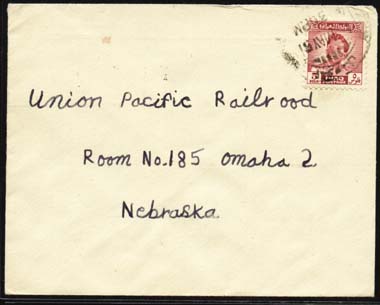 Union Pacific Railrood
Room No. 185 Omaha 2
Nebraska